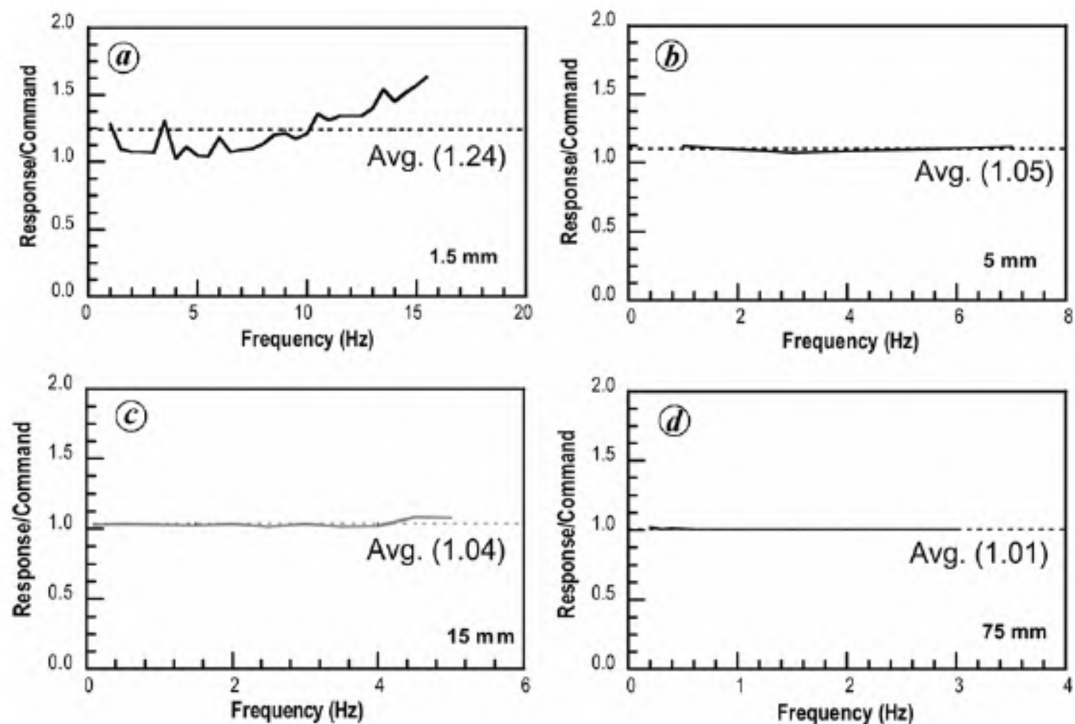 a
Response/Command
2.0
1.5
1.0
0.5
0.0
Avg. (1.24)
1.5 mm
0 5 10 15 20
Frequency (Hz)
b
Response/Command
2.0
1.5
1.0
0.5
0.0
Avg. (1.05)
5 mm
0 2 4 6 8
Frequency (Hz)
c
Response/Command
2.0
1.5
1.0
0.5
0.0
Avg. (1.04)
15 mm
0 2 4 6
Frequency (Hz)
d
Response/Command
2.0
1.5
1.0
0.5
0.0
Avg. (1.01)
75 mm
0 1 2 3 4
Frequency (Hz)